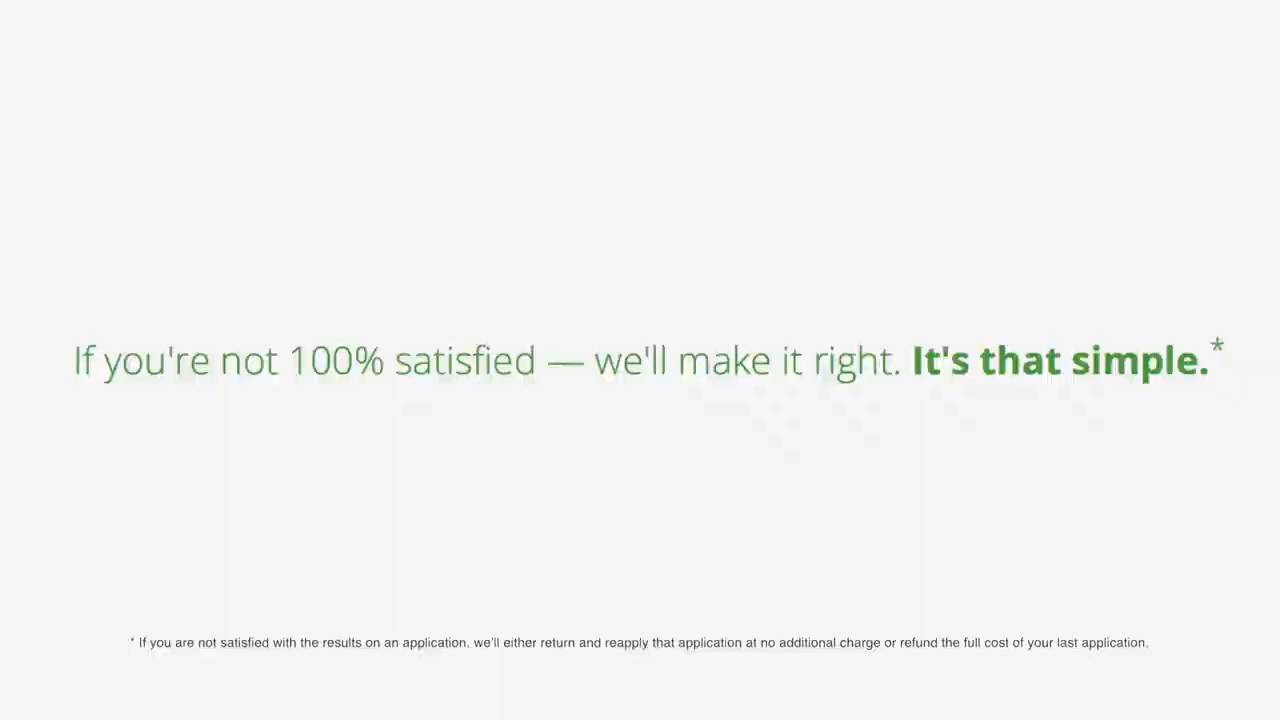 If you're not 100% satisfied — we'll make it right. It's that simple.*
* If you are not satisfied with the results on an application, we'll either return and reapply that application at no additional charge or refund the full cost of your last application.